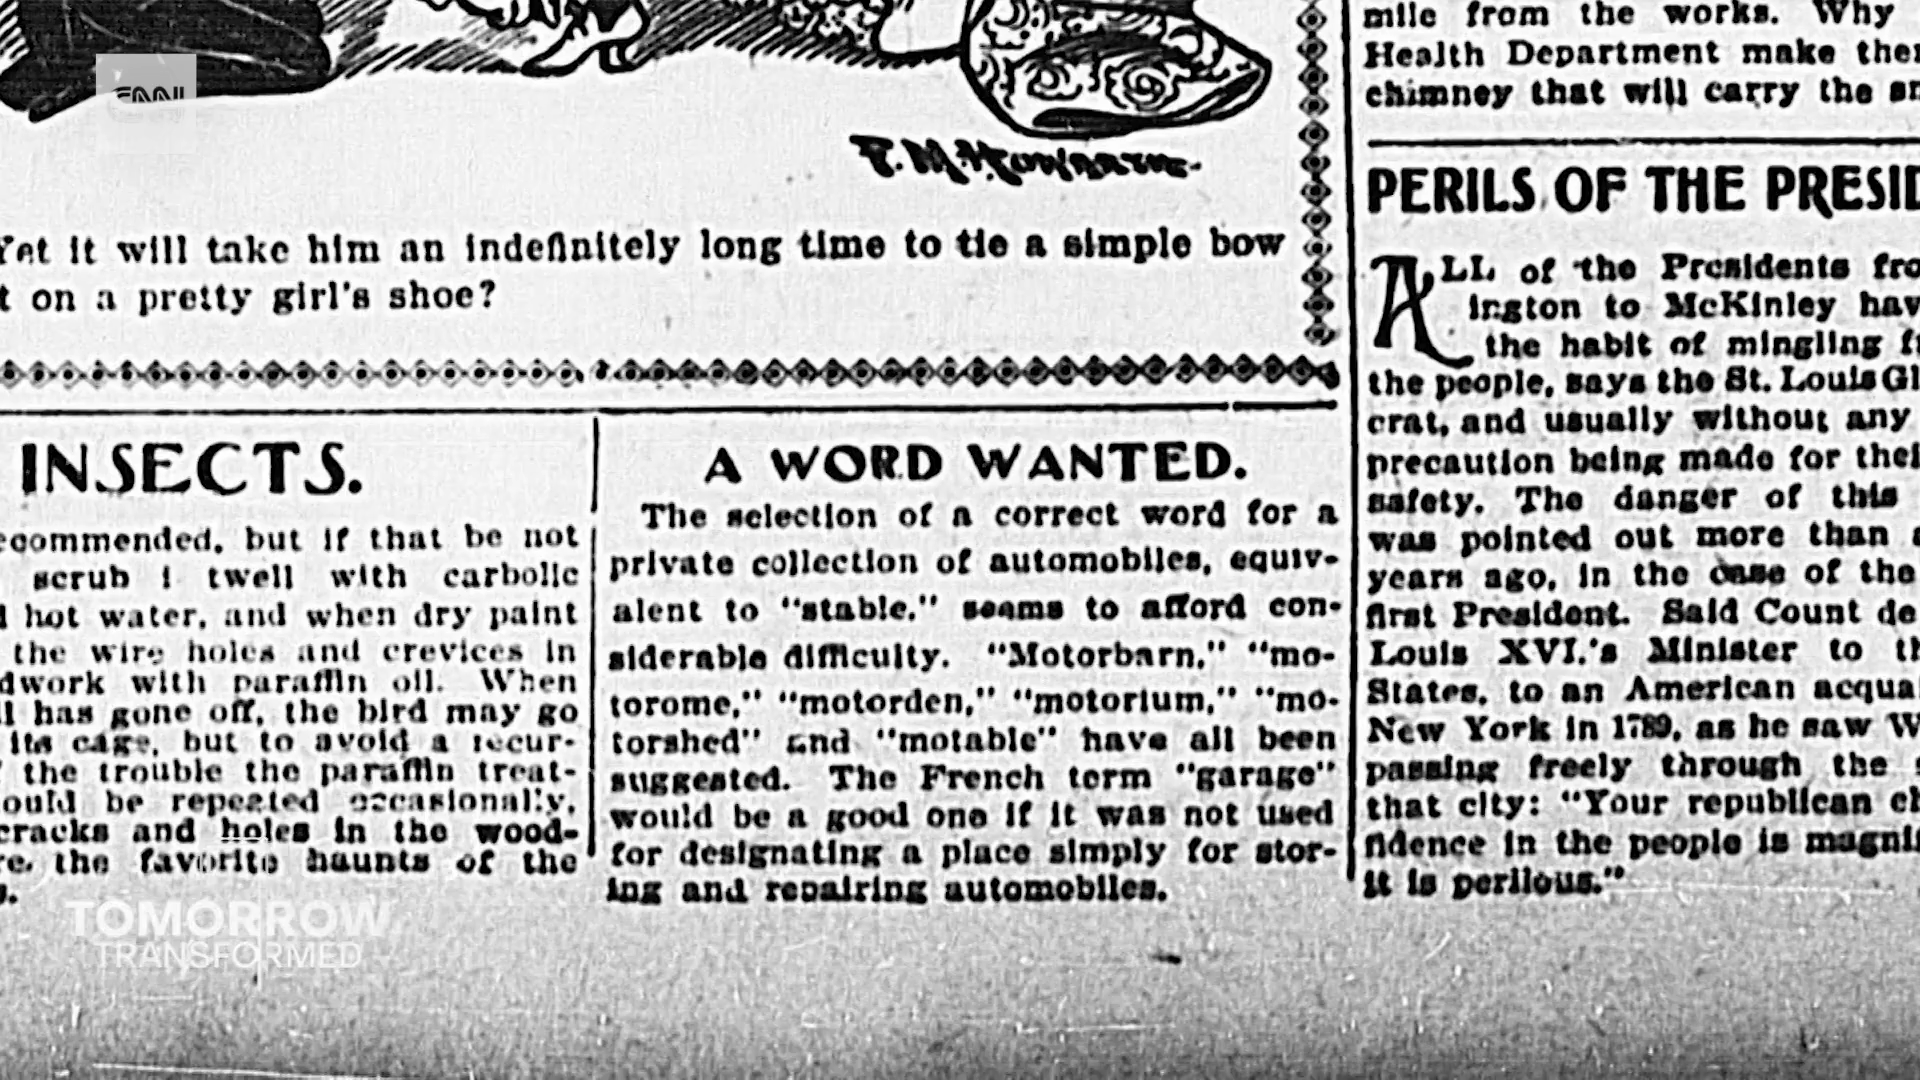 CNN
F. M. Howarth
Yet it will take him an indefinitely long time to tie a simple bow
t on a pretty girl's shoe?
INSECTS.
ecommended, but if that be not
scrub i twell with carbolic
d hot water, and when dry paint
the wire holes and crevices in
dwork with paraffin oil. When
l has gone off, the bird may go
its cage, but to avoid a recur-
the trouble the paraffin treat-
ould be repeated occasionally,
cracks and holes in the wood-
re, the favorite haunts of the
s.
A WORD WANTED.
The selection of a correct word for a
private collection of automobiles, equiv-
alent to "stable," seems to afford con-
siderable difficulty. "Motorbarn," "mo-
torome," "motorden," "motorium," "mo-
torshed" and "motable" have all been
suggested. The French term "garage"
would be a good one if it was not used
for designating a place simply for stor-
ing and repairing automobiles.
mile from the works. Why
Health Department make the
chimney that will carry the sm
PERILS OF THE PRESID
ALL of the Presidents fro
ington to McKinley hav
the habit of mingling f
the people, says the St. Louis Gl
crat, and usually without any
precaution being made for thei
safety. The danger of this
was pointed out more than a
years ago, in the case of the
first President. Said Count de
Louis XVI.'s Minister to th
States, to an American acqua
New York in 1789, as he saw W
passing freely through the s
that city: "Your republican ch
fidence in the people is magni
it is perilous."
TOMORROW
TRANSFORMED